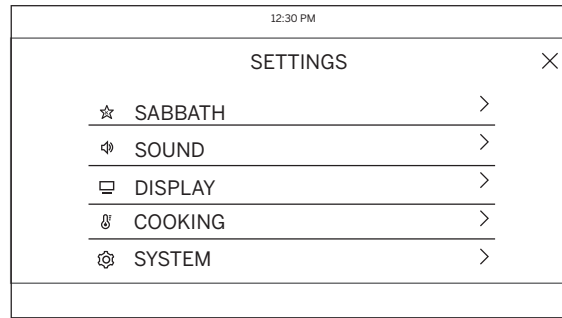 12:30 PM
SETTINGS
SABBATH
SOUND
DISPLAY
COOKING
SYSTEM